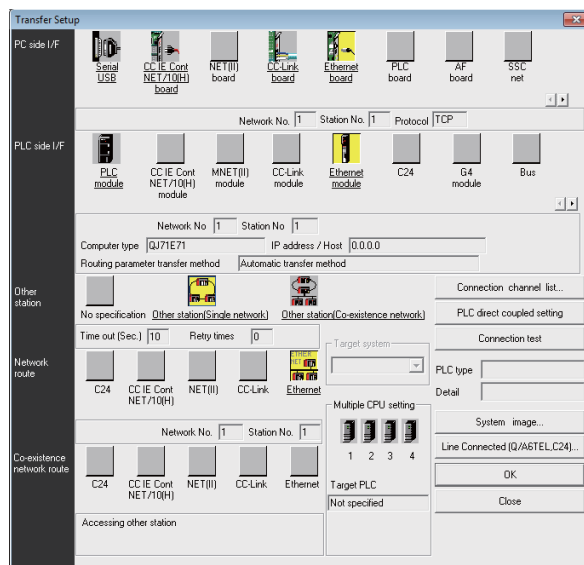 Transfer Setup
PC side I/F
Serial USB
CC IE Cont NET/10(H) board
NET(II) board
CC-Link board
Ethernet board
PLC board
AF board
SSC net
Network No. 1 Station No. 1 Protocol TCP
PLC side I/F
PLC module
CC IE Cont NET/10(H) module
MNET(II) module
CC-Link module
Ethernet module
C24
G4 module
Bus
Network No 1 Station No 1
Computer type QJ71E71 IP address / Host 0.0.0.0
Routing parameter transfer method Automatic transfer method
Other station
No specification
Other station(Single network)
Other station(Co-existence network)
Time out (Sec.) 10 Retry times 0
Network route
C24
CC IE Cont NET/10(H)
NET(II)
CC-Link
Ethernet
Network No. 1 Station No. 1
Co-existence network route
C24
CC IE Cont NET/10(H)
NET(II)
CC-Link
Ethernet
Accessing other station
Target system
Multiple CPU setting
1 2 3 4
Target PLC
Not specified
Connection channel list...
PLC direct coupled setting
Connection test
PLC type
Detail
System image...
Line Connected (Q/A6TEL,C24)...
OK
Close